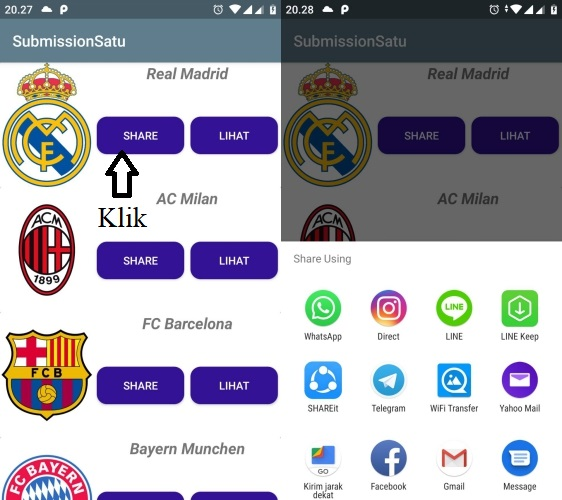 20.27
SubmissionSatu
Real Madrid
SHARE LIHAT
Klik
AC Milan
ACM
1899
SHARE LIHAT
FC Barcelona
FCB
SHARE LIHAT
Bayern Munchen
FC BAYERN
20.28
SubmissionSatu
Real Madrid
SHARE LIHAT
AC Milan
ACM
Share Using
WhatsApp Direct LINE LINE Keep
SHAREit Telegram WiFi Transfer Yahoo Mail
GO
Kirim jarak dekat Facebook Gmail Message